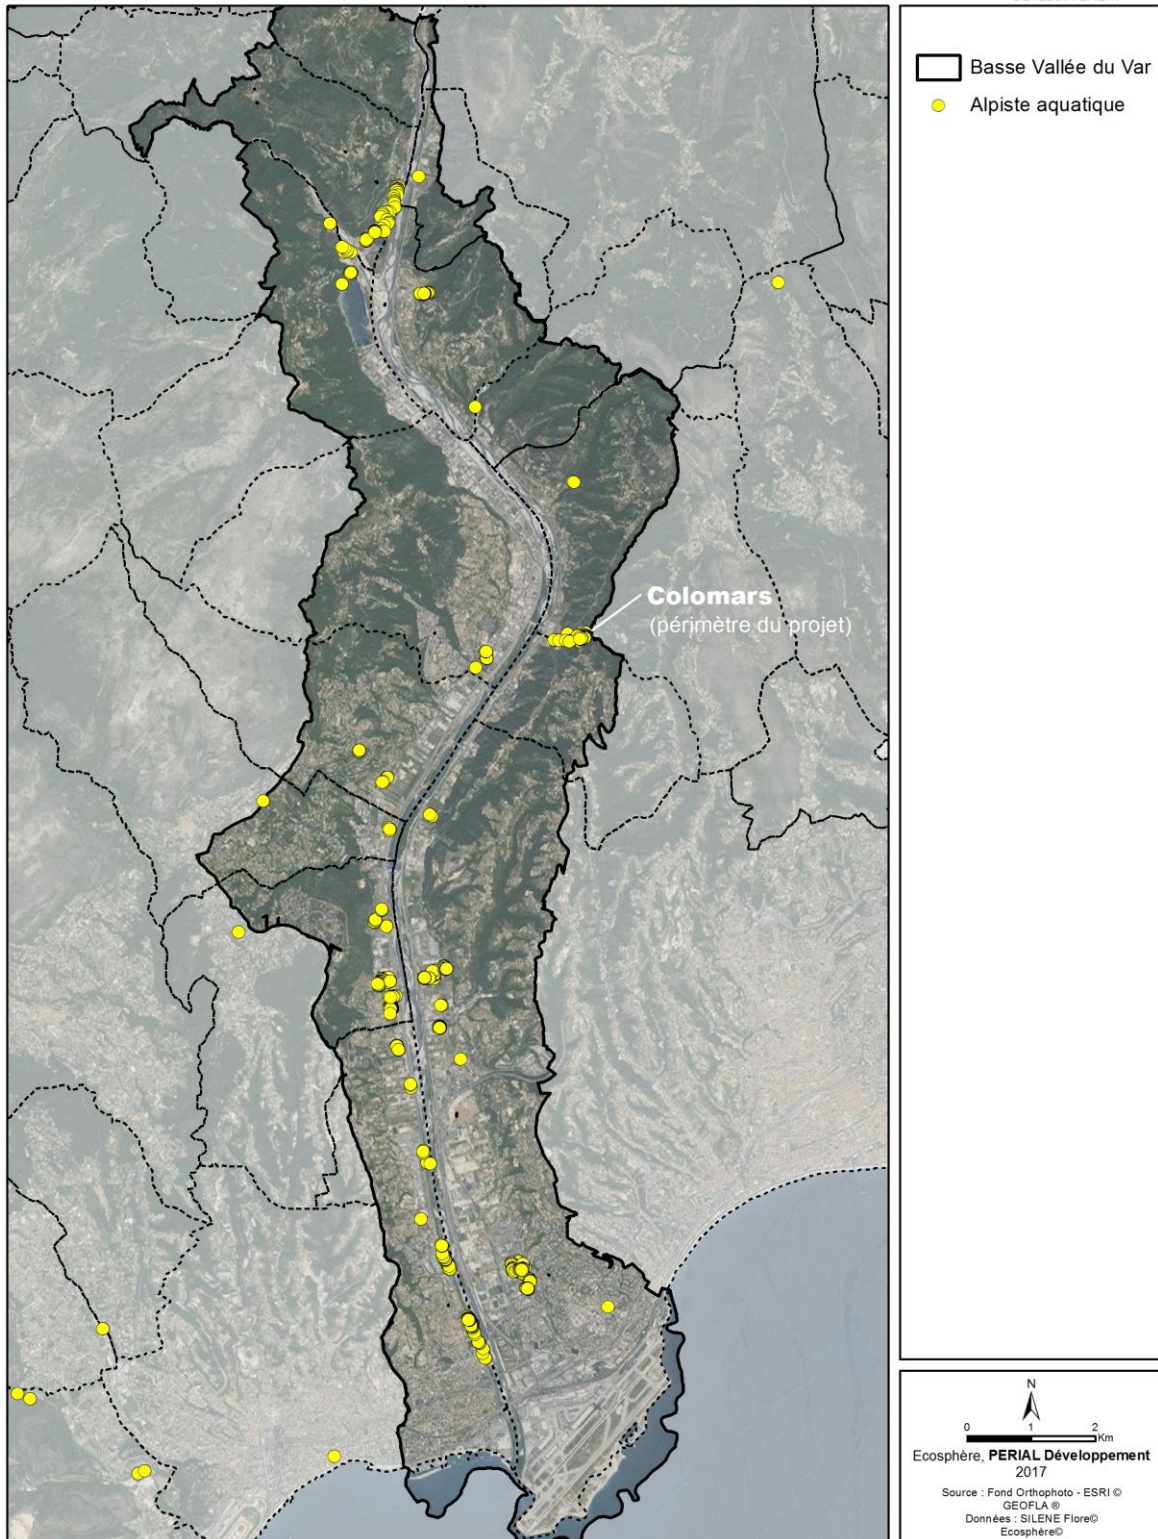 Basse Vallée du Var
Alpiste aquatique
Colomars
(périmètre du projet)
N
0 1 2
Km
Ecosphère, PERIAL Développement
2017
Source : Fond Orthophoto - ESRI ©
GEOFLA ®
Données : SILENE Flore©
Ecosphère©